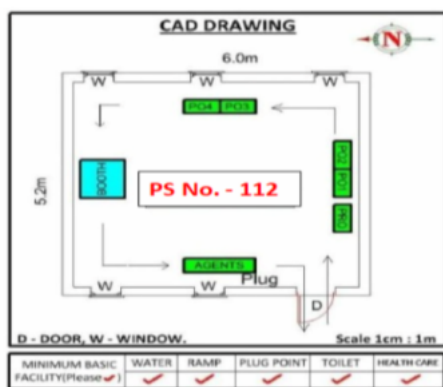 CAD DRAWING
N
6.0m
W W W
PO4 PO3
5.2m
BOOTH
PS No. - 112
PO2 PO1
PRO
AGENTS
Plug
W W
D
D - DOOR, W - WINDOW. Scale 1cm : 1m
MINIMUM BASIC FACILITY(Please ✓) WATER RAMP PLUG POINT TOILET HEALTH CARE
✓ ✓ ✓ ✓ ✓